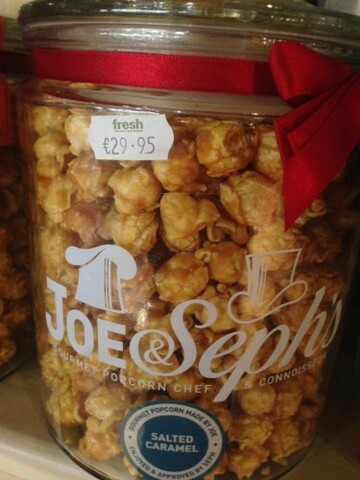 fresh
€29.95
JOE & Seph's
GOURMET POPCORN CHEF & CONNOISSEUR
GOURMET POPCORN MADE BY JOE
SALTED
CARAMEL
ENJOYED & APPROVED BY SEPH